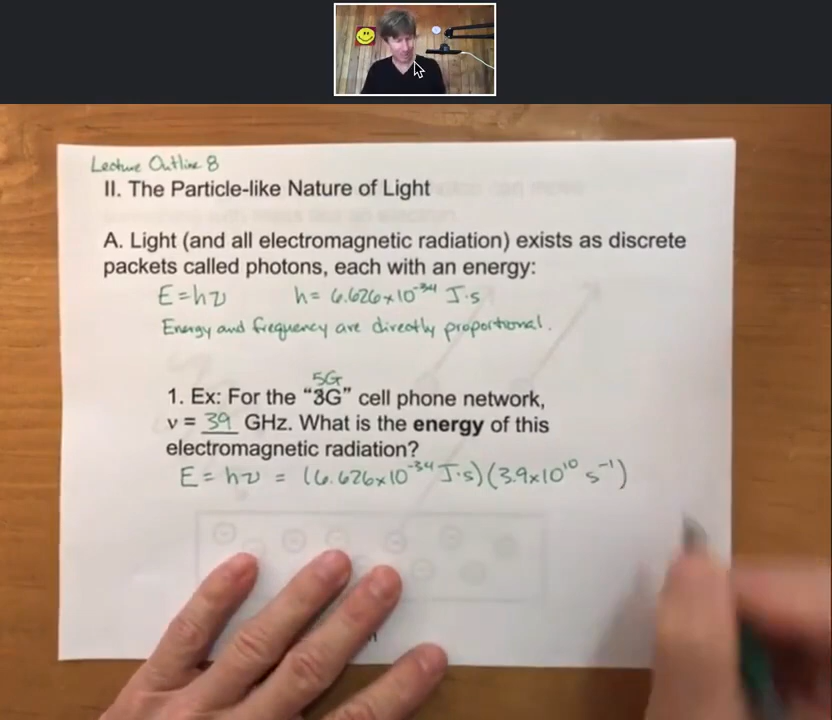 Lecture Outline 8
II. The Particle-like Nature of Light
A. Light (and all electromagnetic radiation) exists as discrete
packets called photons, each with an energy:
E = hν h = 6.626×10⁻³⁴ J·s
Energy and frequency are directly proportional.
5G
1. Ex: For the “3G” cell phone network,
ν = 39 GHz. What is the energy of this
electromagnetic radiation?
E = hν = (6.626×10⁻³⁴ J·s)(3.9×10¹⁰ s⁻¹)